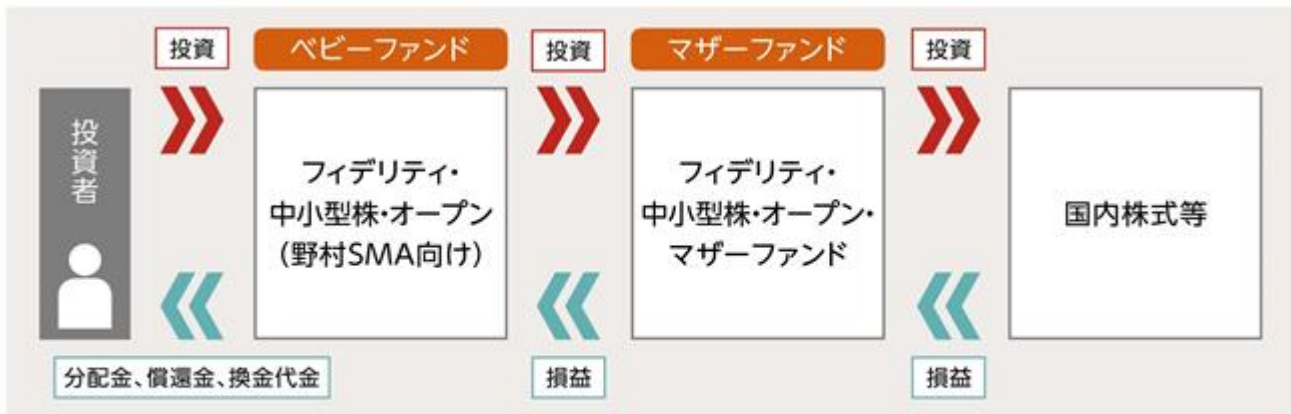 投資
ベビーファンド
投資
マザーファンド
投資
投資者
フィデリティ・
中小型株・オープン
(野村SMA向け)
フィデリティ・
中小型株・オープン・
マザーファンド
国内株式等
分配金、償還金、換金代金
損益
損益